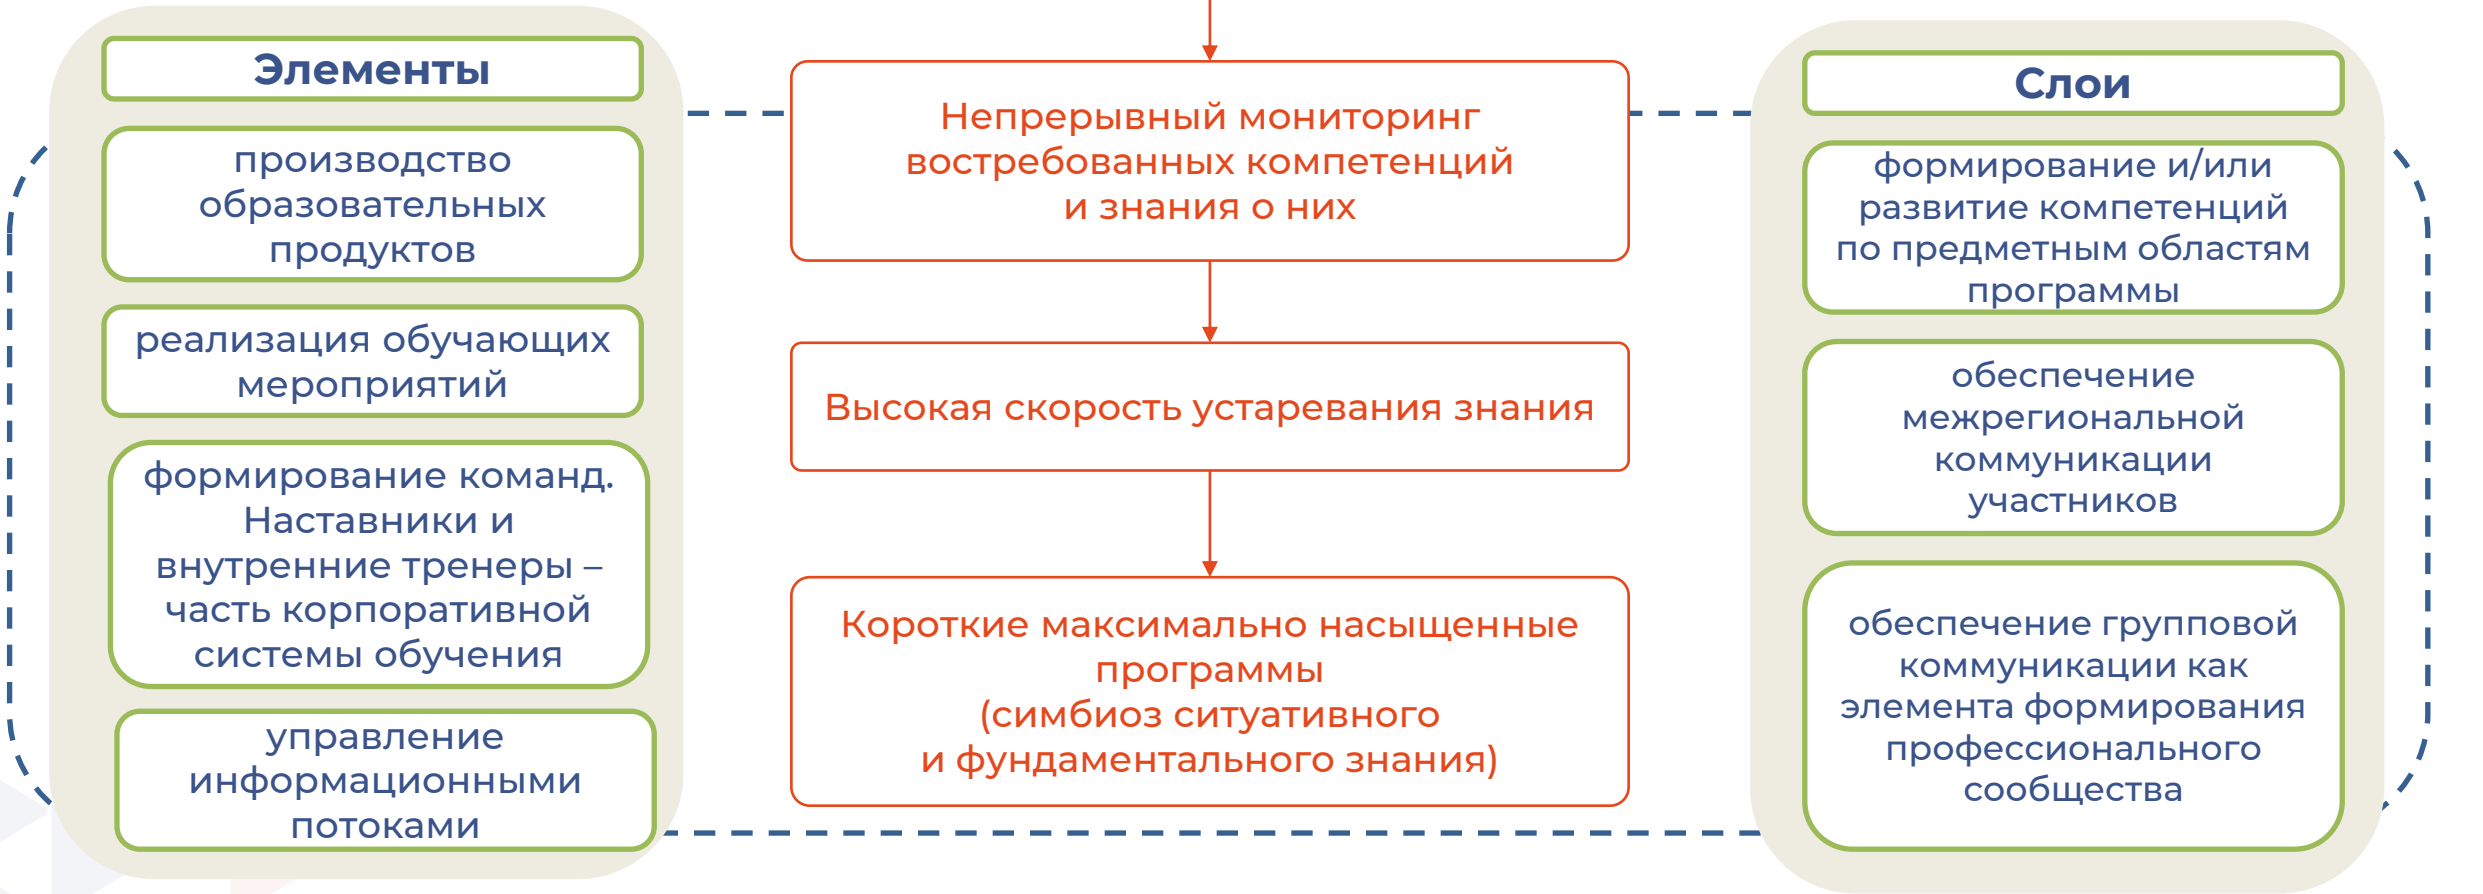 Элементы
производство
образовательных
продуктов
реализация обучающих
мероприятий
формирование команд.
Наставники и
внутренние тренеры –
часть корпоративной
системы обучения
управление
информационными
потоками
Непрерывный мониторинг
востребованных компетенций
и знания о них
Высокая скорость устаревания знания
Короткие максимально насыщенные
программы
(симбиоз ситуативного
и фундаментального знания)
Слои
формирование и/или
развитие компетенций
по предметным областям
программы
обеспечение
межрегиональной
коммуникации
участников
обеспечение групповой
коммуникации как
элемента формирования
профессионального
сообщества